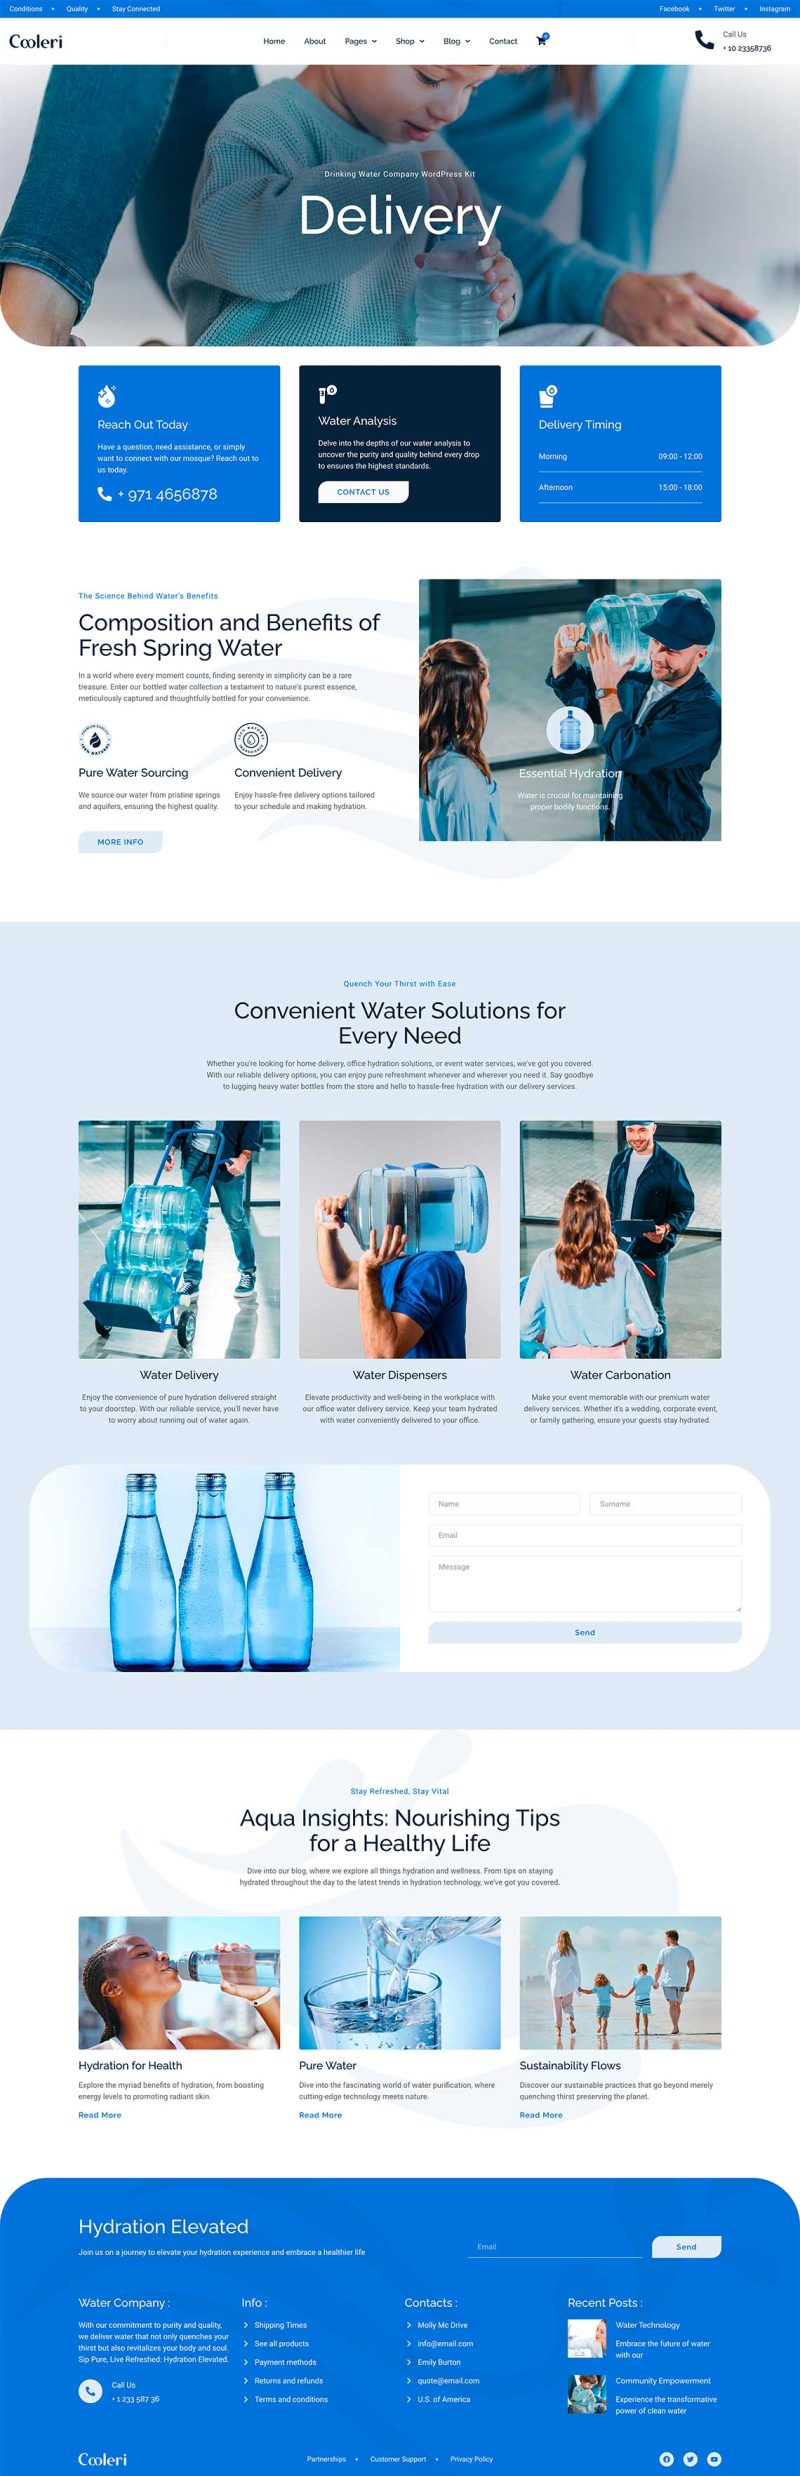 Conditions • Quality • Stay Connected
Facebook • Twitter • Instagram
Cooleri
Home About Pages Shop Blog Contact 0
Call Us
+ 10 23358736
Drinking Water Company WordPress Kit
Delivery
Reach Out Today
Have a question, need assistance, or simply
want to connect with our mosque? Reach out to
us today.
+ 971 4656878
Water Analysis
Delve into the depths of our water analysis to
uncover the purity and quality behind every drop
to ensures the highest standards.
CONTACT US
Delivery Timing
Morning 09:00 - 12:00
Afternoon 15:00 - 18:00
The Science Behind Water's Benefits
Composition and Benefits of
Fresh Spring Water
In a world where every moment counts, finding serenity in simplicity can be a rare
treasure. Enter our bottled water collection a testament to nature's purest essence,
meticulously captured and thoughtfully bottled for your convenience.
PREMIUM QUALITY
100% NATURAL
Pure Water Sourcing
We source our water from pristine springs
and aquifers, ensuring the highest quality.
100% NATURAL
INGREDIENTS
Convenient Delivery
Enjoy hassle-free delivery options tailored
to your schedule and making hydration.
MORE INFO
Essential Hydration
Water is crucial for maintaining
proper bodily functions.
Quench Your Thirst with Ease
Convenient Water Solutions for
Every Need
Whether you're looking for home delivery, office hydration solutions, or event water services, we've got you covered.
With our reliable delivery options, you can enjoy pure refreshment whenever and wherever you need it. Say goodbye
to lugging heavy water bottles from the store and hello to hassle-free hydration with our delivery services.
Water Delivery
Enjoy the convenience of pure hydration delivered straight
to your doorstep. With our reliable service, you'll never have
to worry about running out of water again.
Water Dispensers
Elevate productivity and well-being in the workplace with
our office water delivery service. Keep your team hydrated
with water conveniently delivered to your office.
Water Carbonation
Make your event memorable with our premium water
delivery services. Whether it's a wedding, corporate event,
or family gathering, ensure your guests stay hydrated.
Name
Surname
Email
Message
Send
Stay Refreshed, Stay Vital
Aqua Insights: Nourishing Tips
for a Healthy Life
Dive into our blog, where we explore all things hydration and wellness. From tips on staying
hydrated throughout the day to the latest trends in hydration technology, we've got you covered.
Hydration for Health
Explore the myriad benefits of hydration, from boosting
energy levels to promoting radiant skin.
Read More
Pure Water
Dive into the fascinating world of water purification, where
cutting-edge technology meets nature.
Read More
Sustainability Flows
Discover our sustainable practices that go beyond merely
quenching thirst preserving the planet.
Read More
Hydration Elevated
Join us on a journey to elevate your hydration experience and embrace a healthier life
Email
Send
Water Company :
With our commitment to purity and quality,
we deliver water that not only quenches your
thirst but also revitalizes your body and soul.
Sip Pure, Live Refreshed: Hydration Elevated.
Call Us
+ 1 233 587 36
Info :
Shipping Times
See all products
Payment methods
Returns and refunds
Terms and conditions
Contacts :
Molly Mc Drive
info@email.com
Emily Burton
quote@email.com
U.S. of America
Recent Posts :
Water Technology
Embrace the future of water
with our
Community Empowerment
Experience the transformative
power of clean water
Cooleri
Partnerships • Customer Support • Privacy Policy